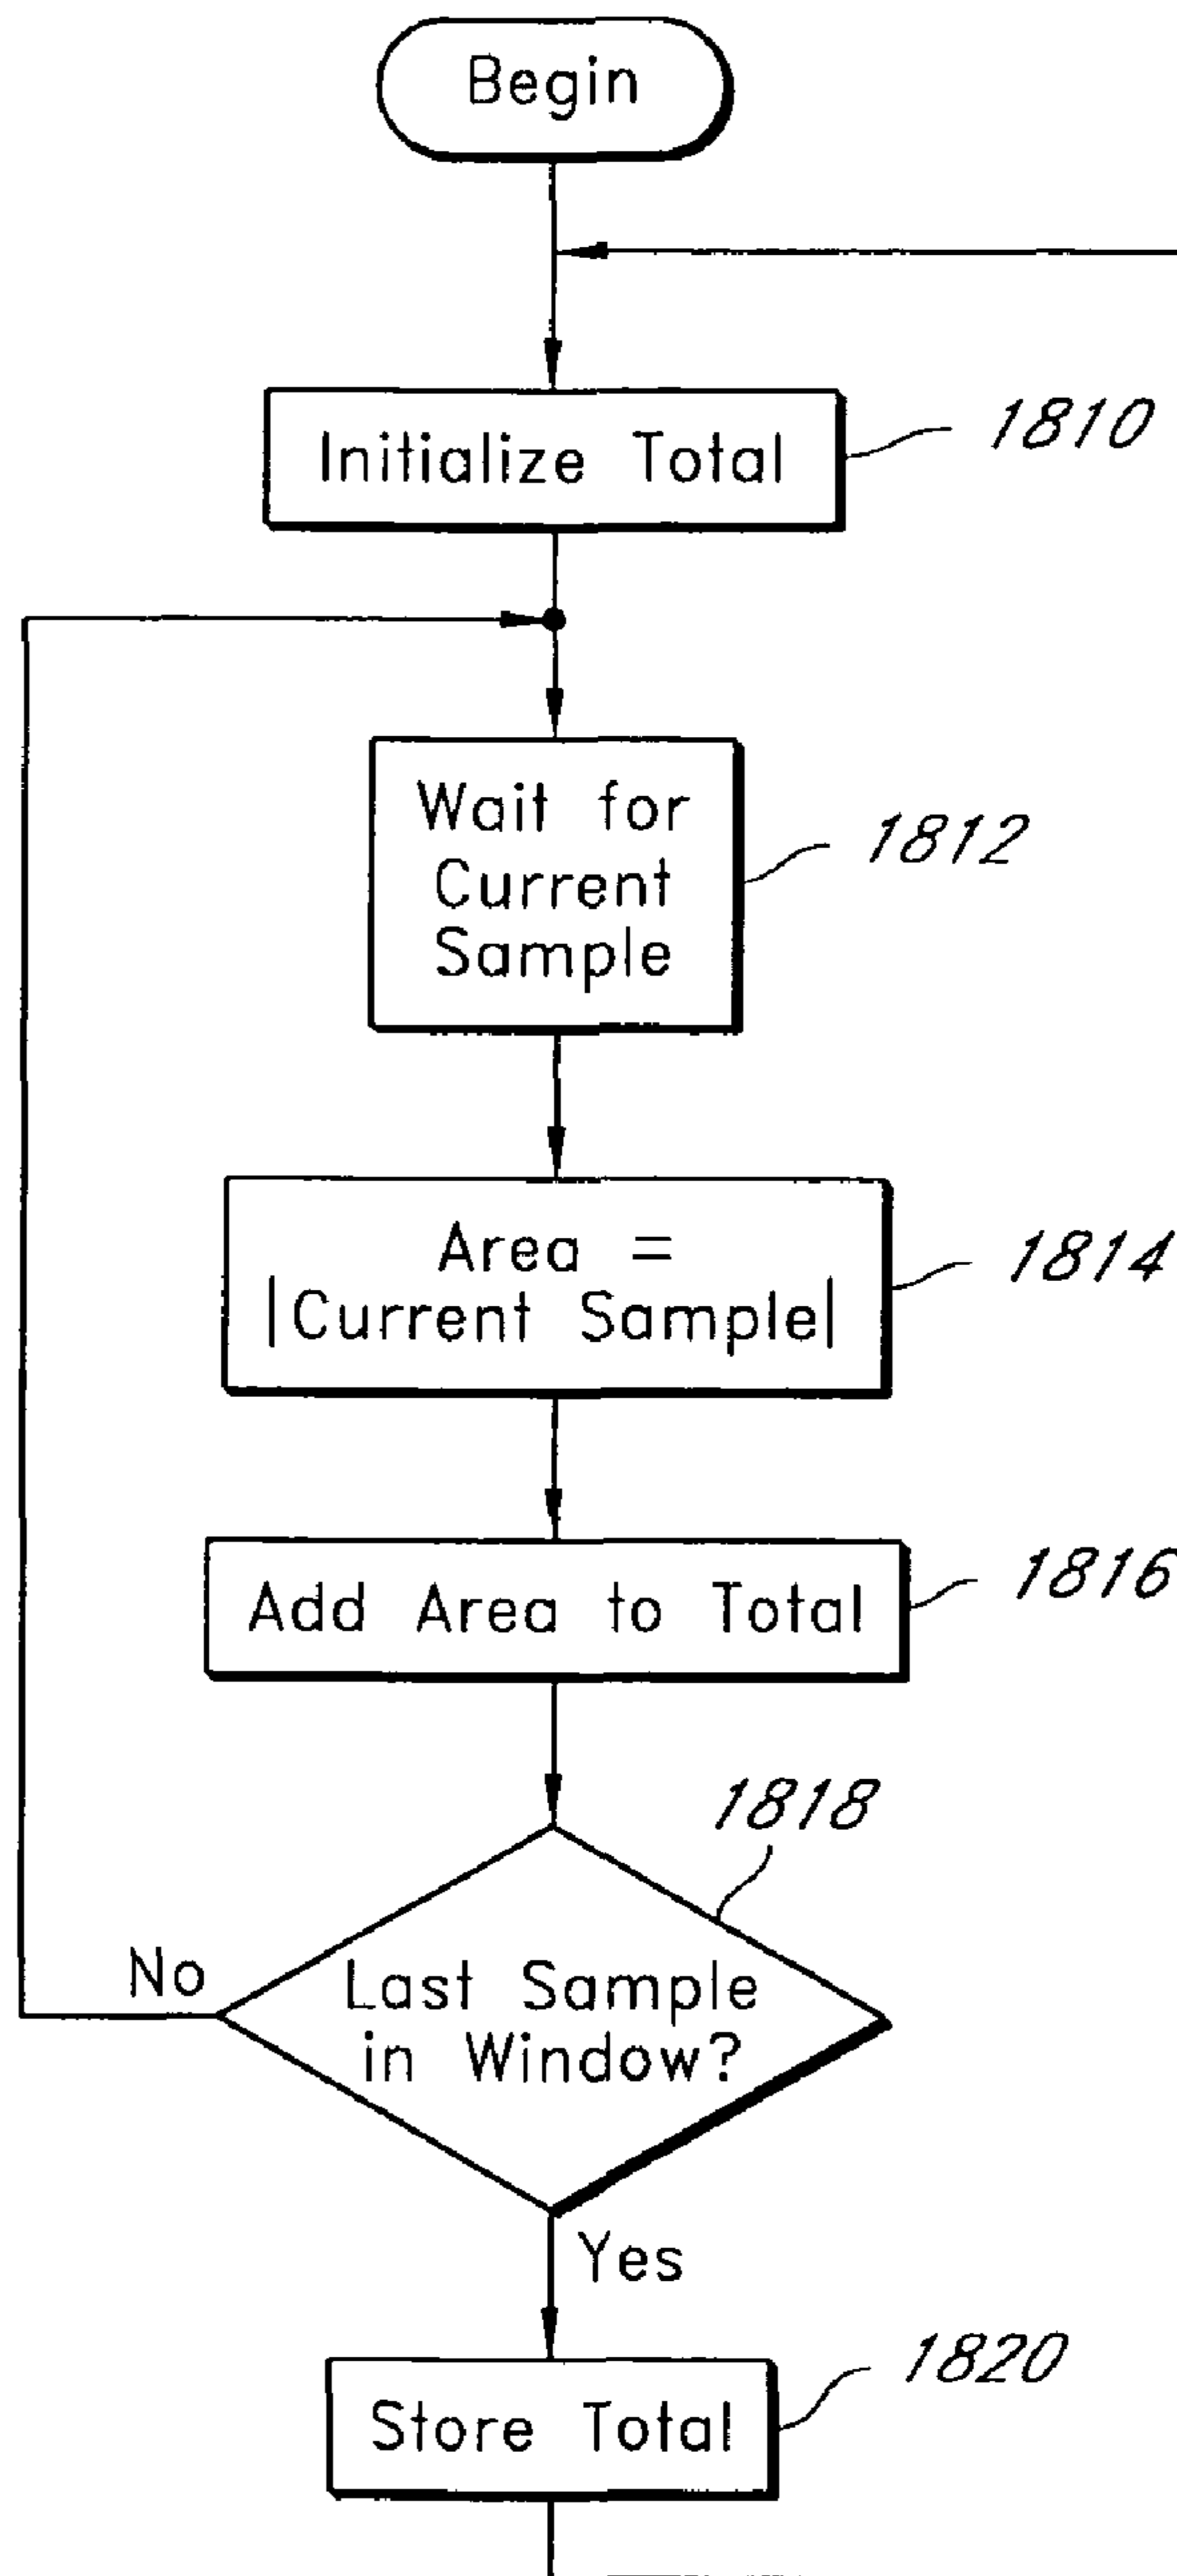 Begin
Initialize Total
1810
Wait for
Current
Sample
1812
Area =
|Current Sample|
1814
Add Area to Total
1816
1818
No
Last Sample
in Window?
Yes
Store Total
1820